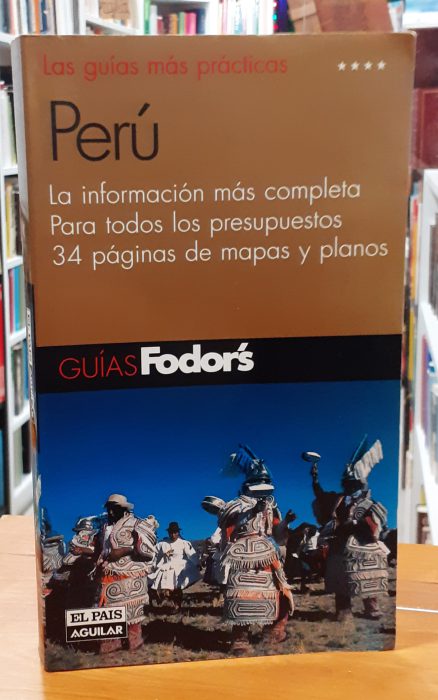 Las guías más prácticas ★★★★
Perú
La información más completa
Para todos los presupuestos
34 páginas de mapas y planos
GUÍAS Fodor's
EL PAIS
AGUILAR